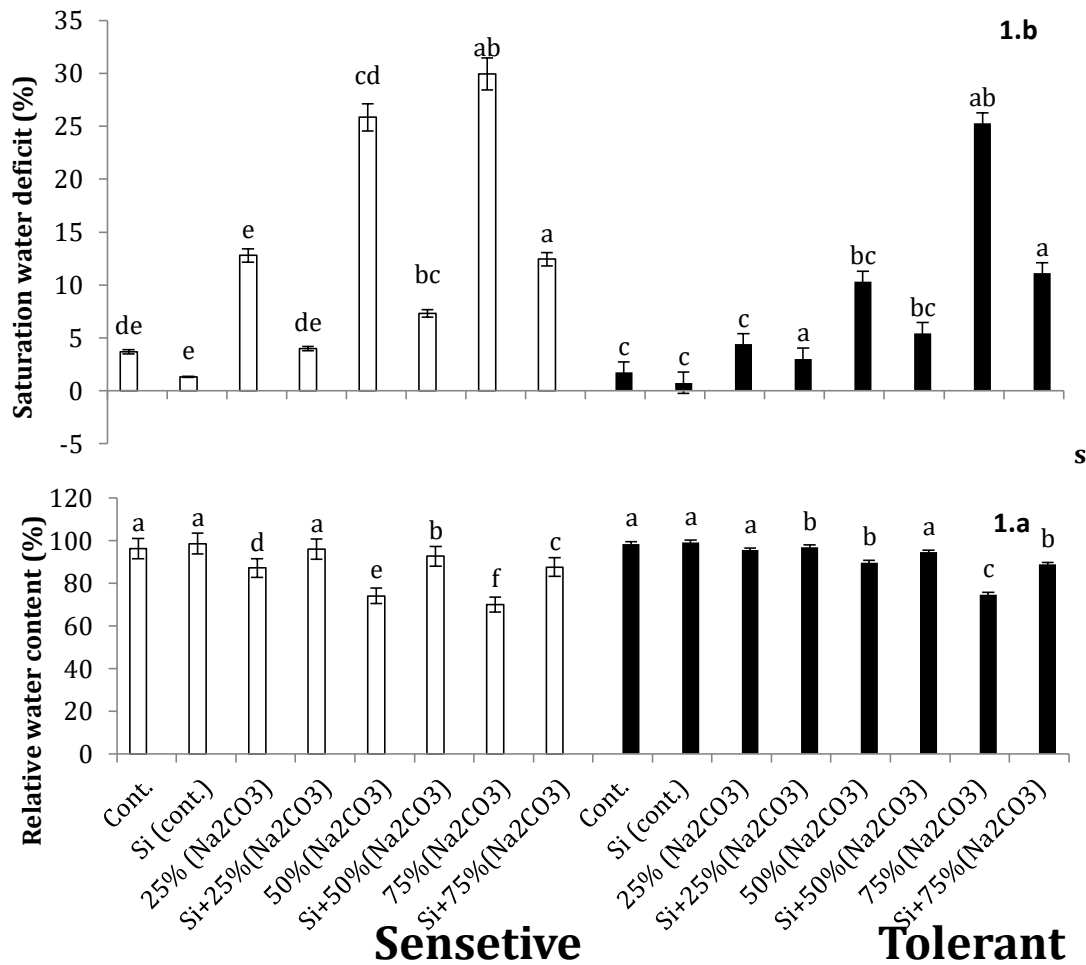 1.b
Saturation water deficit (%)
35
30
25
20
15
10
5
0
-5
de
e
e
de
cd
bc
ab
a
c
c
c
a
bc
bc
ab
a
s
1.a
Relative water content (%)
120
100
80
60
40
20
0
a
a
d
a
e
b
f
c
a
a
a
b
b
a
c
b
Cont.
Si (cont.)
25% (Na2CO3)
Si+25%(Na2CO3)
50%(Na2CO3)
Si+50%(Na2CO3)
75%(Na2CO3)
Si+75%(Na2CO3)
Cont.
Si (cont.)
25% (Na2CO3)
Si+25%(Na2CO3)
50%(Na2CO3)
Si+50%(Na2CO3)
75%(Na2CO3)
Si+75%(Na2CO3)
Sensetive
Tolerant